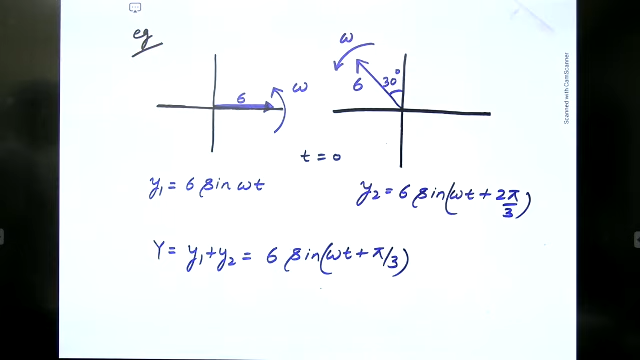 eg
ω
6
ω
6
30°
t = 0
y₁ = 6 sin ωt
y₂ = 6 sin(ωt + 2π/3)
Y = y₁ + y₂ = 6 sin(ωt + π/3)
Scanned with CamScanner